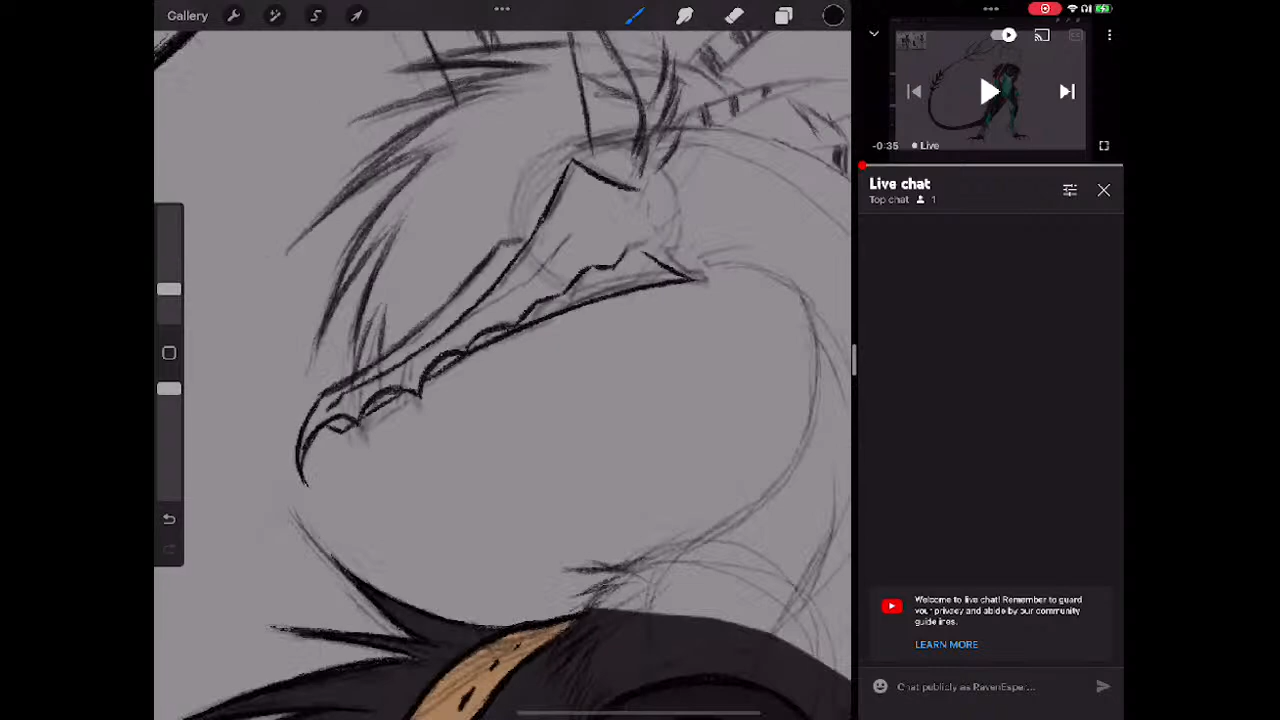 Gallery
-0:35 Live
Live chat
Top chat 1
Welcome to live chat! Remember to guard
your privacy and abide by our community
guidelines.
LEARN MORE
Chat publicly as RavenEsper...